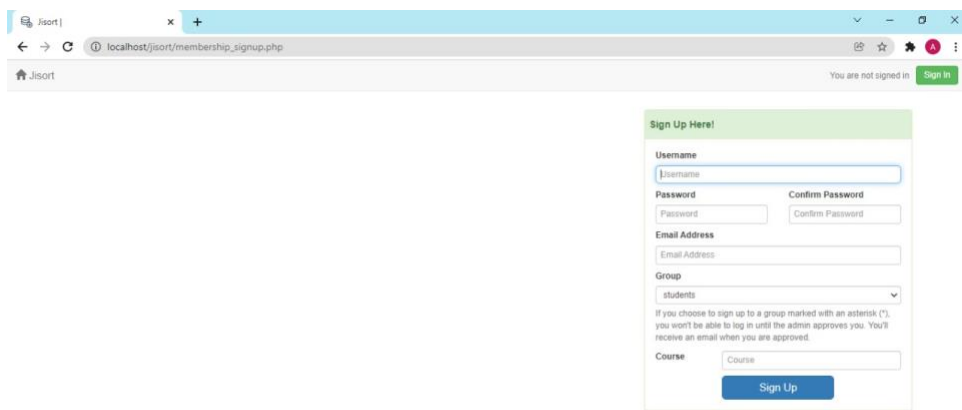 Jisort |
localhost/jisort/membership_signup.php
A
Jisort
You are not signed in Sign In
Sign Up Here!
Username
Username
Password Confirm Password
Password Confirm Password
Email Address
Email Address
Group
students
If you choose to sign up to a group marked with an asterisk (*),
you won't be able to log in until the admin approves you. You'll
receive an email when you are approved.
Course Course
Sign Up